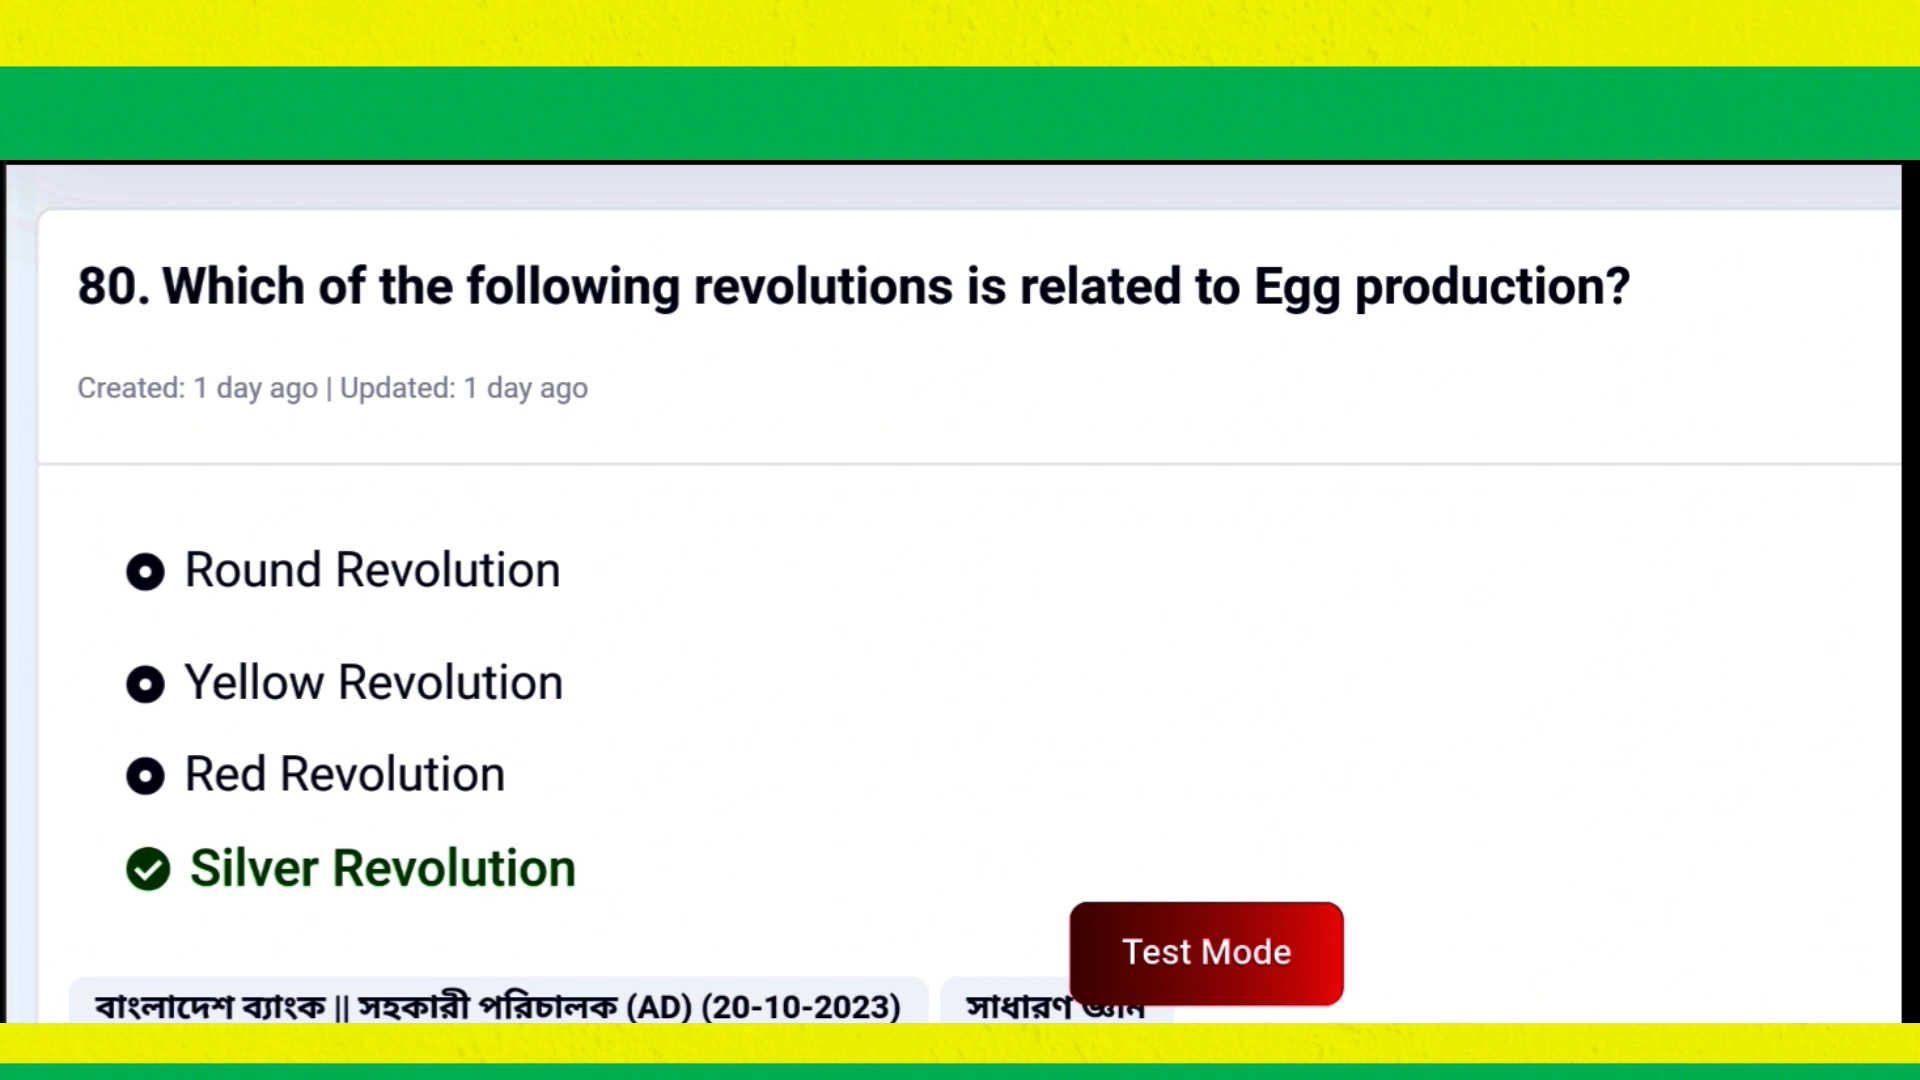 80. Which of the following revolutions is related to Egg production?
Created: 1 day ago | Updated: 1 day ago
Round Revolution
Yellow Revolution
Red Revolution
Silver Revolution
Test Mode
বাংলাদেশ ব্যাংক || সহকারী পরিচালক (AD) (20-10-2023)
সাধারণ জ্ঞান